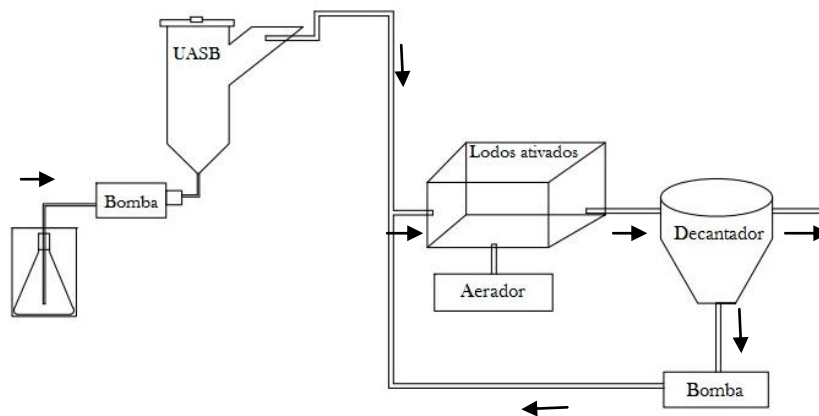 UASB
Lodos ativados
Bomba
Decantador
Aerador
Bomba